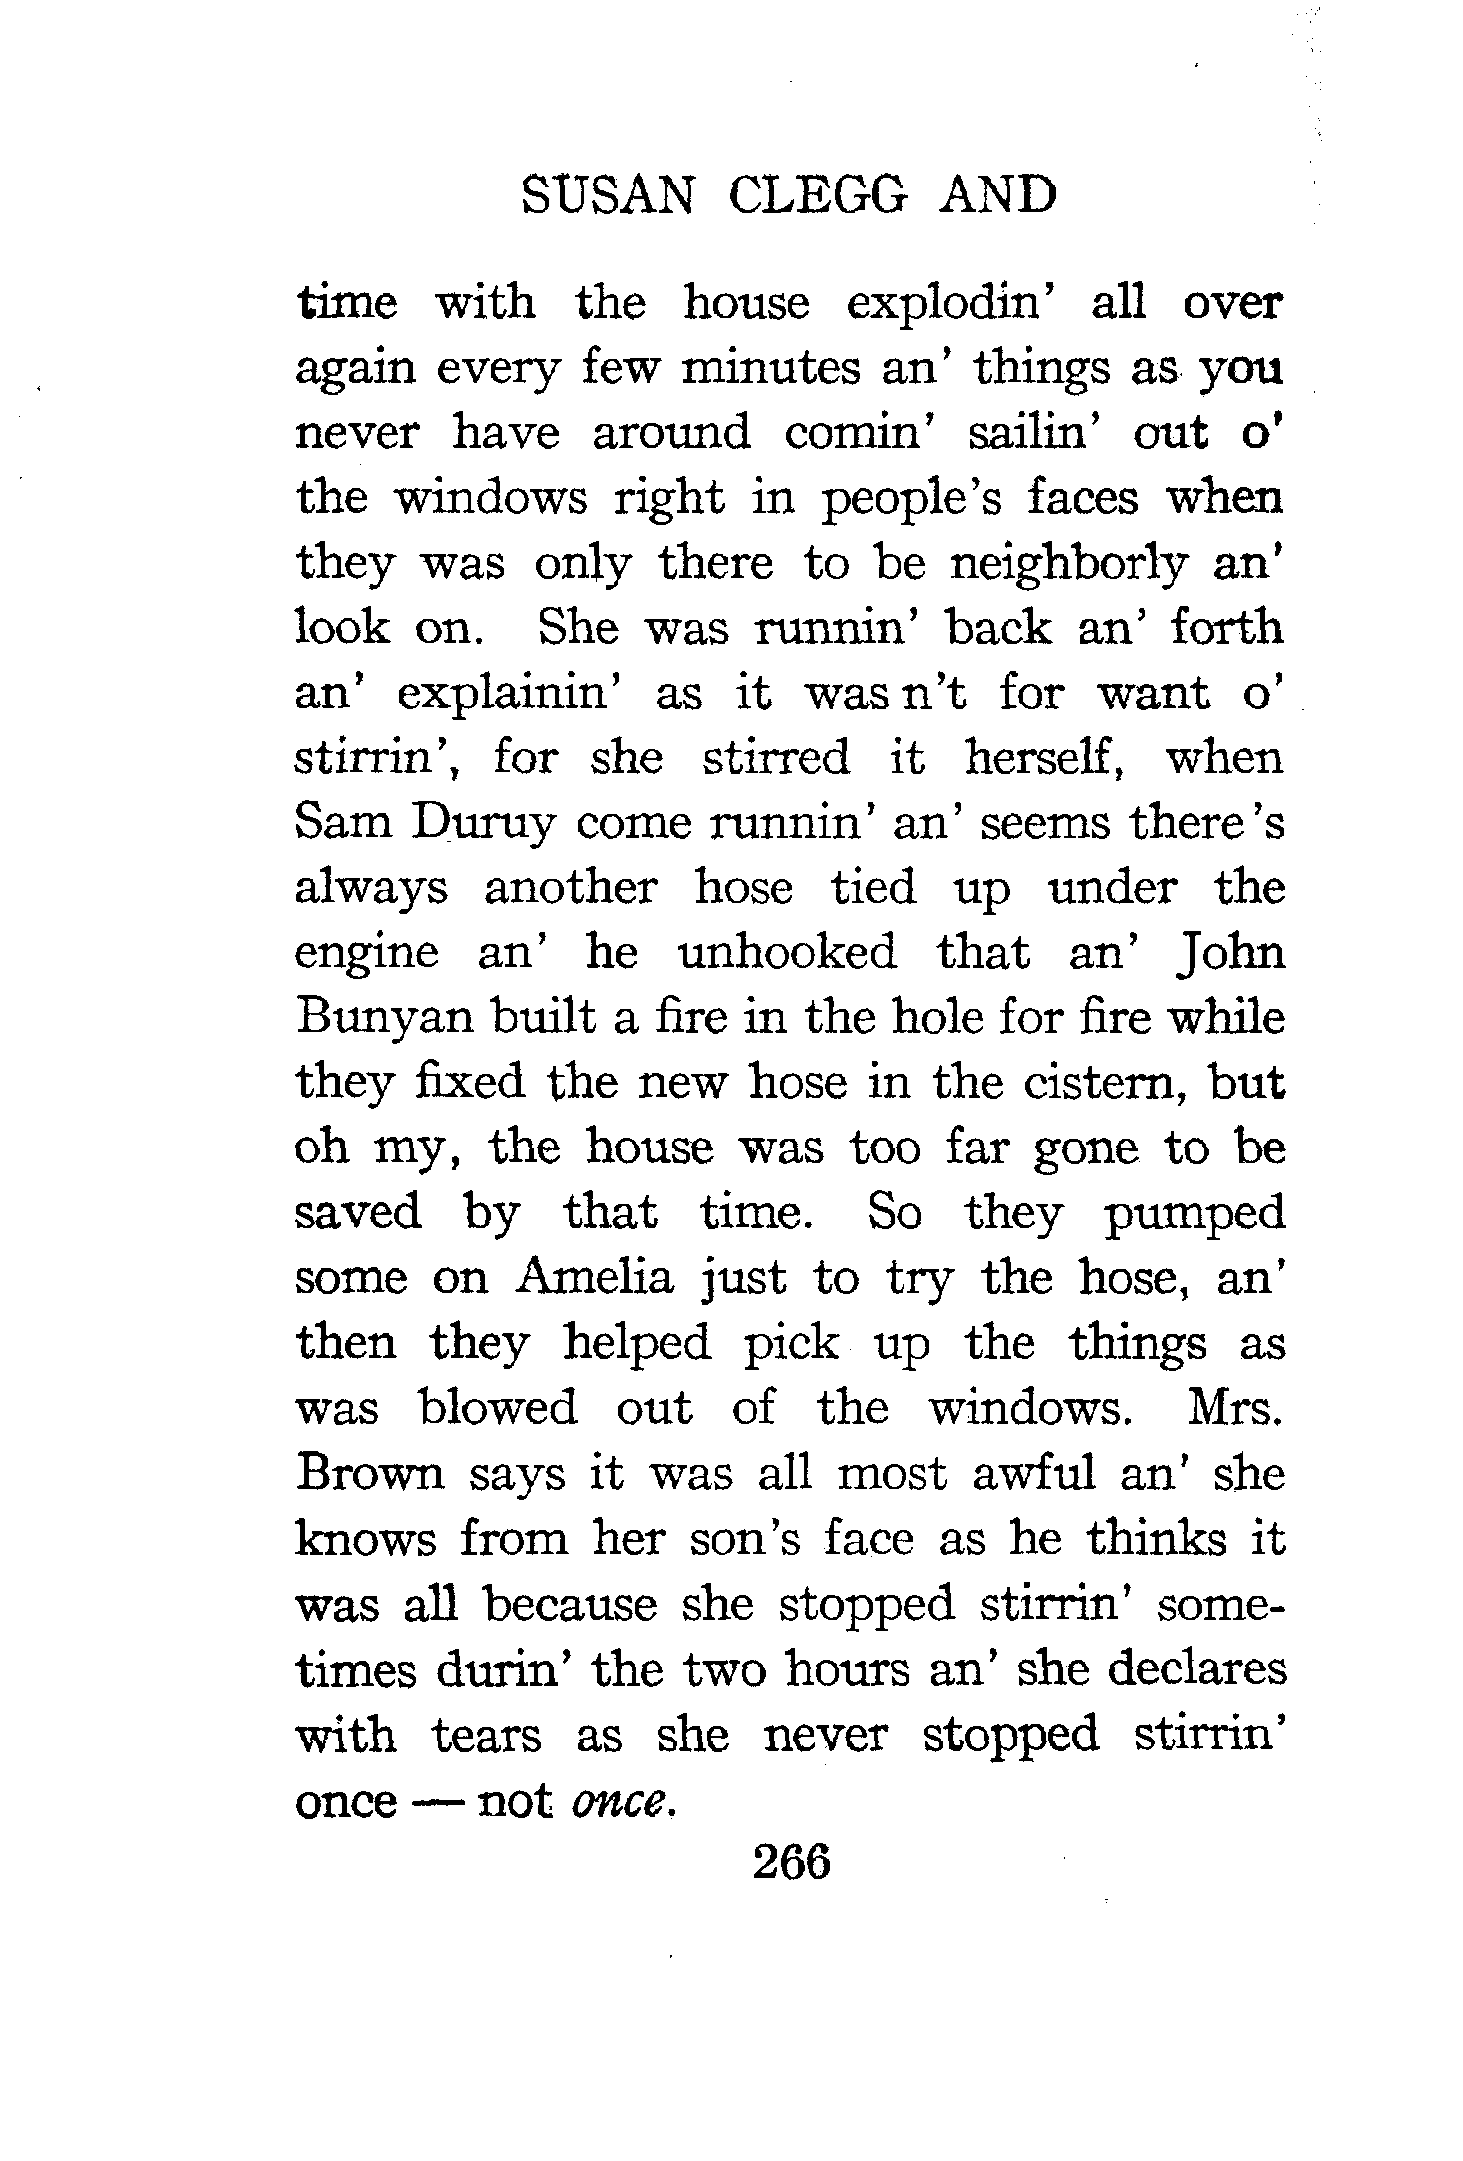 SUSAN CLEGG AND
time with the house explodin' all over
again every few minutes an' things as you
never have around comin' sailin' out o'
the windows right in people's faces when
they was only there to be neighborly an'
look on. She was runnin' back an' forth
an' explainin' as it was n't for want o'
stirrin', for she stirred it herself, when
Sam Duruy come runnin' an' seems there 's
always another hose tied up under the
engine an' he unhooked that an' John
Bunyan built a fire in the hole for fire while
they fixed the new hose in the cistern, but
oh my, the house was too far gone to be
saved by that time. So they pumped
some on Amelia just to try the hose, an'
then they helped pick up the things as
was blowed out of the windows. Mrs.
Brown says it was all most awful an' she
knows from her son's face as he thinks it
was all because she stopped stirrin' some-
times durin' the two hours an' she declares
with tears as she never stopped stirrin'
once — not once.
266